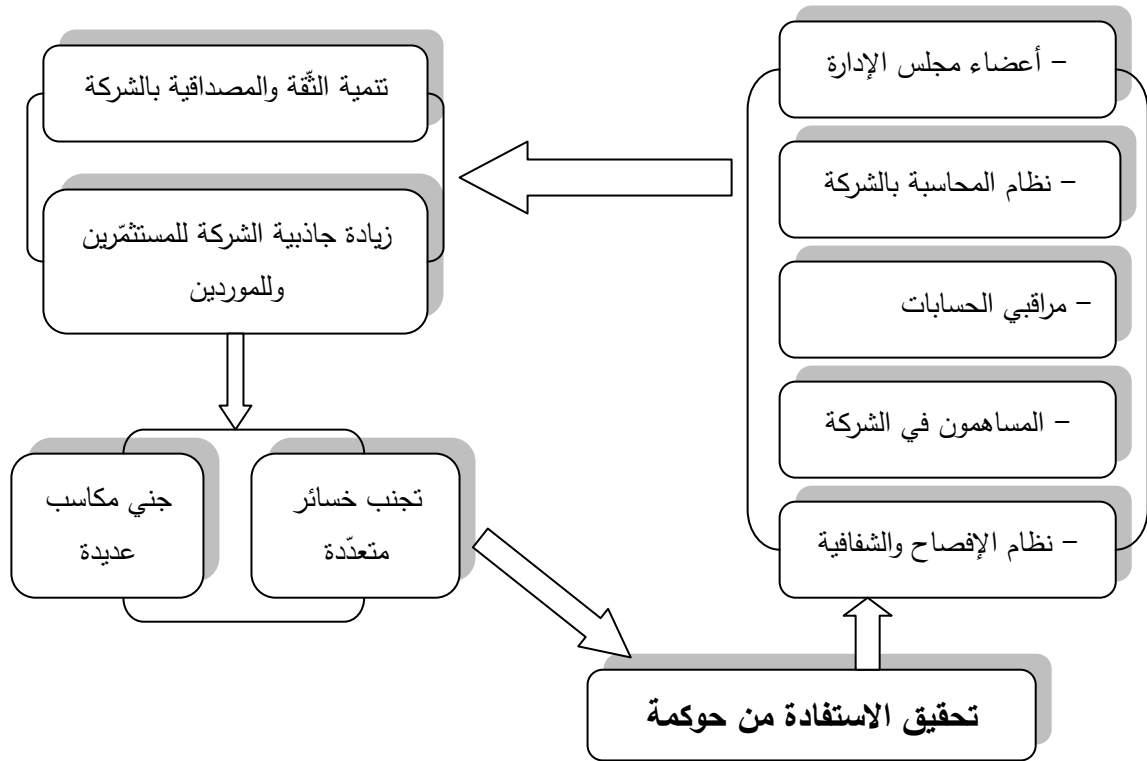 – أعضاء مجلس الإدارة
– نظام المحاسبة بالشركة
– مراقبي الحسابات
– المساهمون في الشركة
– نظام الإفصاح والشفافية
تنمية الثّقة والمصداقية بالشركة
زيادة جاذبية الشركة للمستثمّرين
وللموردين
تجنب خسائر
متعدّدة
جني مكاسب
عديدة
تحقيق الاستفادة من حوكمة